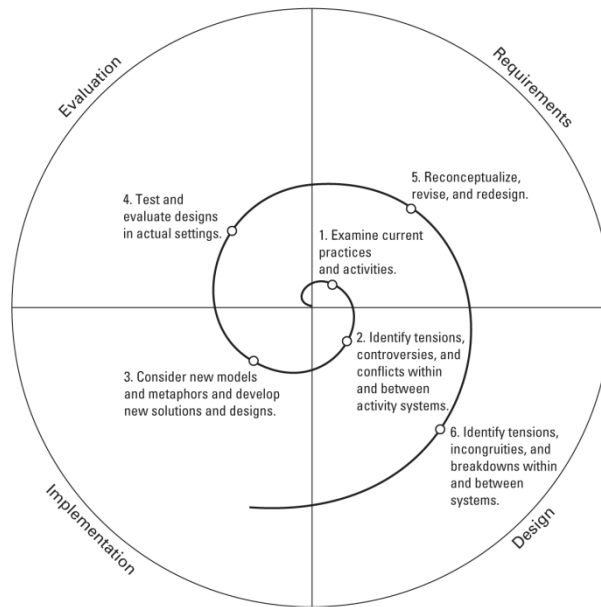 Evaluation
Requirements
4. Test and
evaluate designs
in actual settings.
5. Reconceptualize,
revise, and redesign.
1. Examine current
practices
and activities.
2. Identify tensions,
controversies, and
conflicts within
and between
activity systems.
3. Consider new models
and metaphors and develop
new solutions and designs.
6. Identify tensions,
incongruities, and
breakdowns within
and between
systems.
Implementation
Design